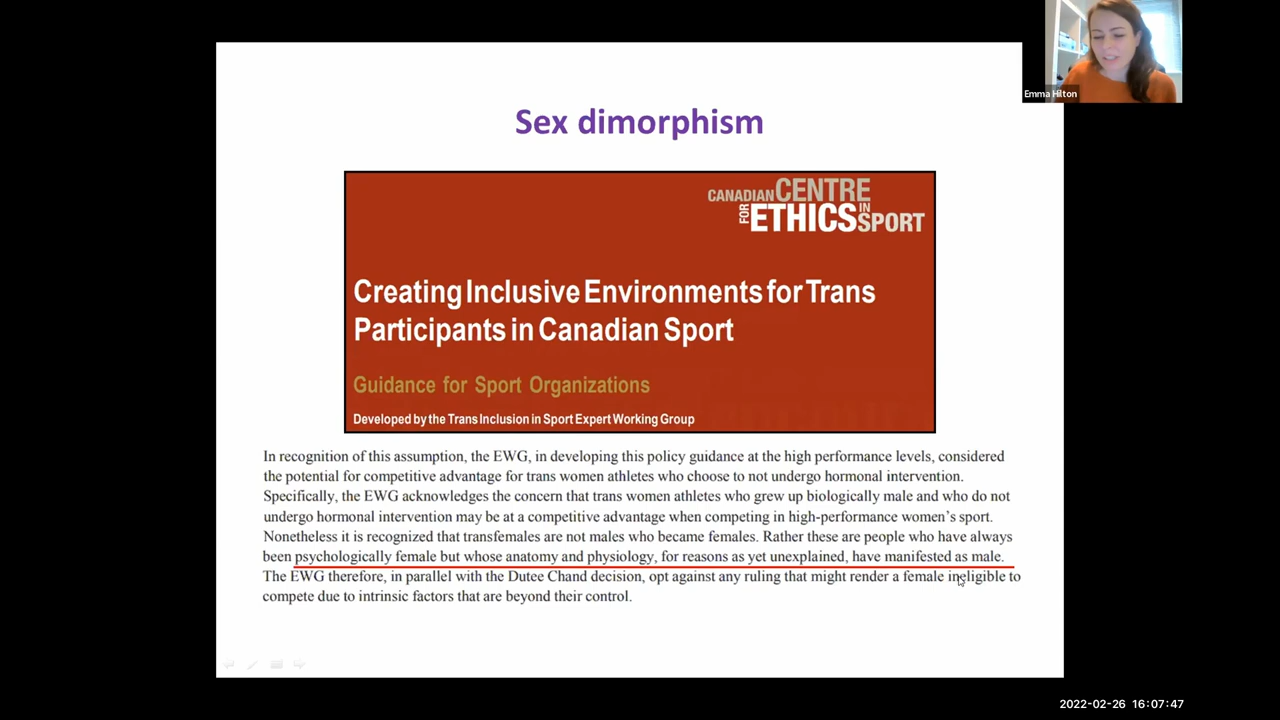 Emma Hilton
Sex dimorphism
CANADIAN CENTRE
FOR ETHICS IN SPORT
Creating Inclusive Environments for Trans
Participants in Canadian Sport
Guidance for Sport Organizations
Developed by the Trans Inclusion in Sport Expert Working Group
In recognition of this assumption, the EWG, in developing this policy guidance at the high performance levels, considered
the potential for competitive advantage for trans women athletes who choose to not undergo hormonal intervention.
Specifically, the EWG acknowledges the concern that trans women athletes who grew up biologically male and who do not
undergo hormonal intervention may be at a competitive advantage when competing in high-performance women's sport.
Nonetheless it is recognized that transfemales are not males who became females. Rather these are people who have always
been psychologically female but whose anatomy and physiology, for reasons as yet unexplained, have manifested as male.
The EWG therefore, in parallel with the Dutee Chand decision, opt against any ruling that might render a female ineligible to
compete due to intrinsic factors that are beyond their control.
2022-02-26 16:07:47